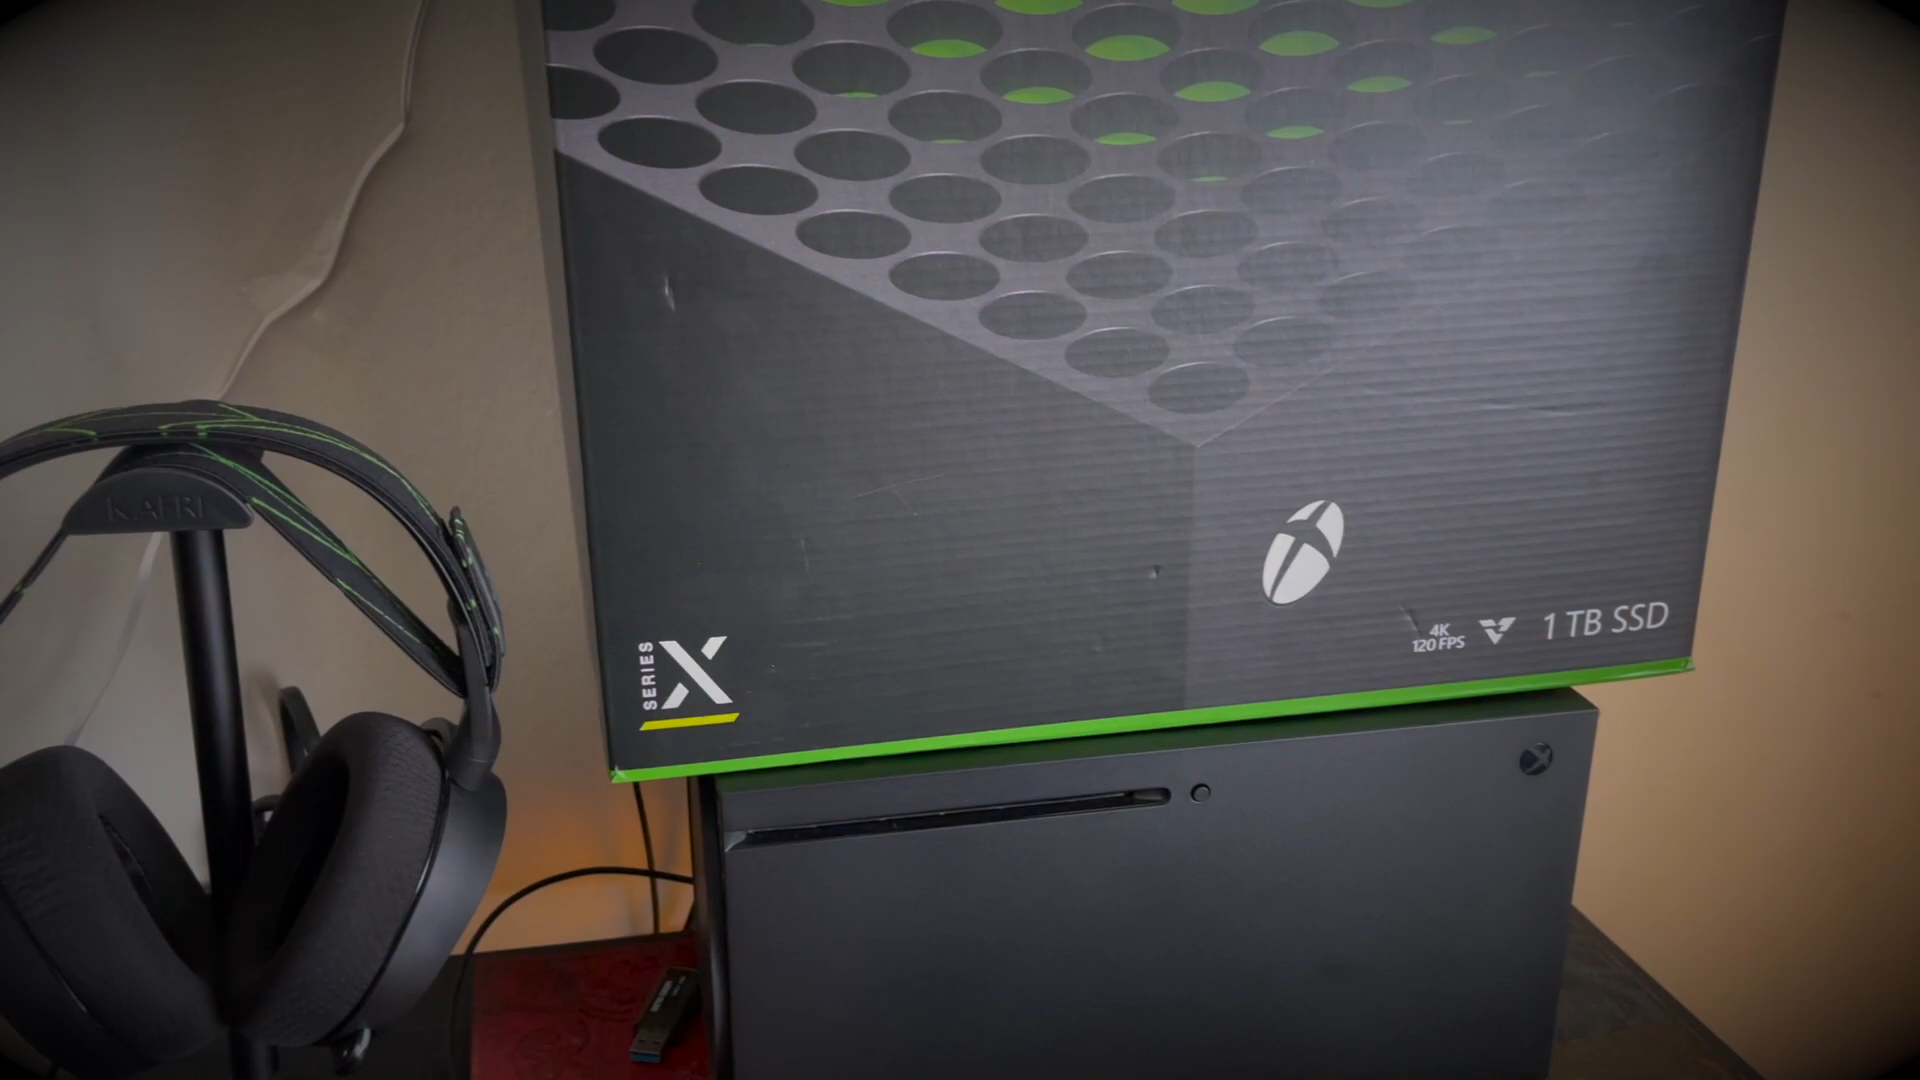 KAFRI
SERIES X
4K
120 FPS
1 TB SSD